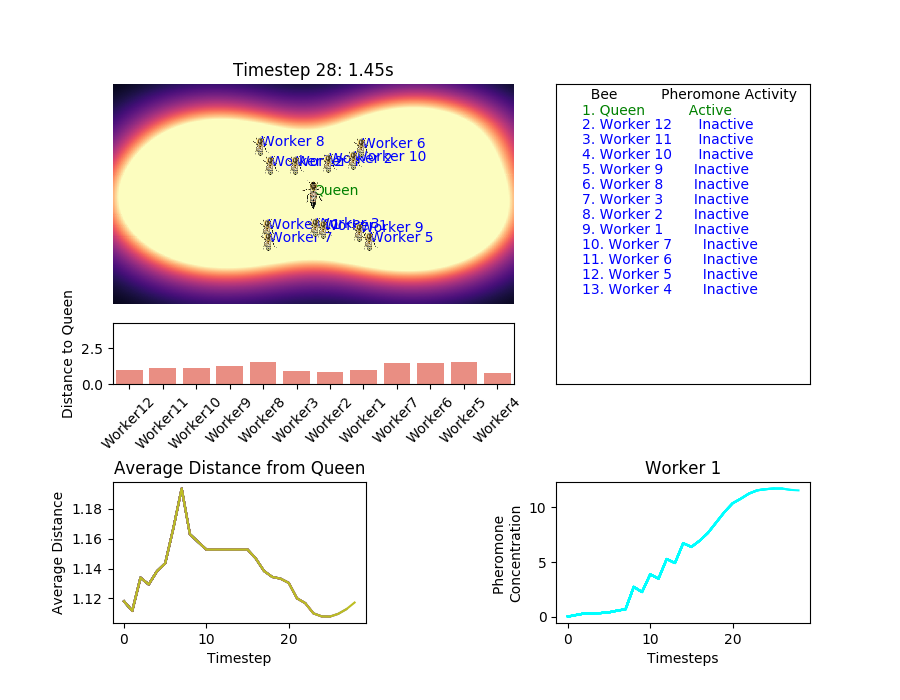 Timestep 28: 1.45s
Worker 8
Worker 6
Worker 10
Queen
Worker 9
Worker 7
Worker 5
Bee Pheromone Activity
1. Queen Active
2. Worker 12 Inactive
3. Worker 11 Inactive
4. Worker 10 Inactive
5. Worker 9 Inactive
6. Worker 8 Inactive
7. Worker 3 Inactive
8. Worker 2 Inactive
9. Worker 1 Inactive
10. Worker 7 Inactive
11. Worker 6 Inactive
12. Worker 5 Inactive
13. Worker 4 Inactive
Distance to Queen
2.5
0.0
Worker12
Worker11
Worker10
Worker9
Worker8
Worker3
Worker2
Worker1
Worker7
Worker6
Worker5
Worker4
Average Distance from Queen
Average Distance
1.18
1.16
1.14
1.12
0 10 20
Timestep
Worker 1
Pheromone
Concentration
10
5
0
0 10 20
Timesteps